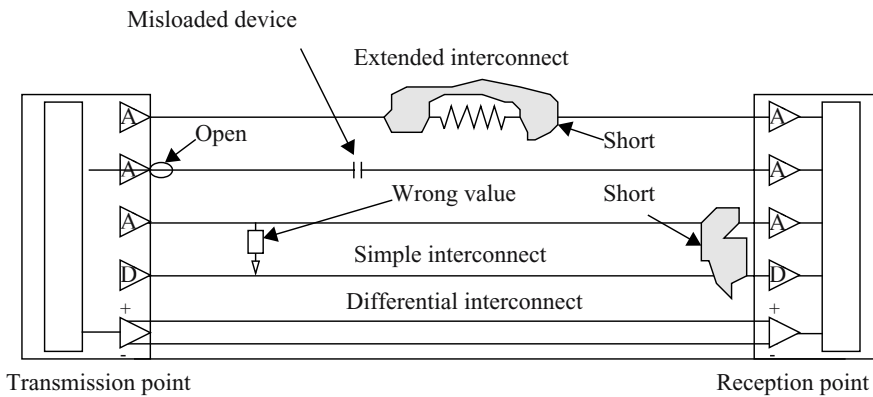 Misloaded device
Extended interconnect
A
A
Open
Short
A
A
Wrong value
Short
A
A
Simple interconnect
D
D
Differential interconnect
+
+
-
-
Transmission point
Reception point